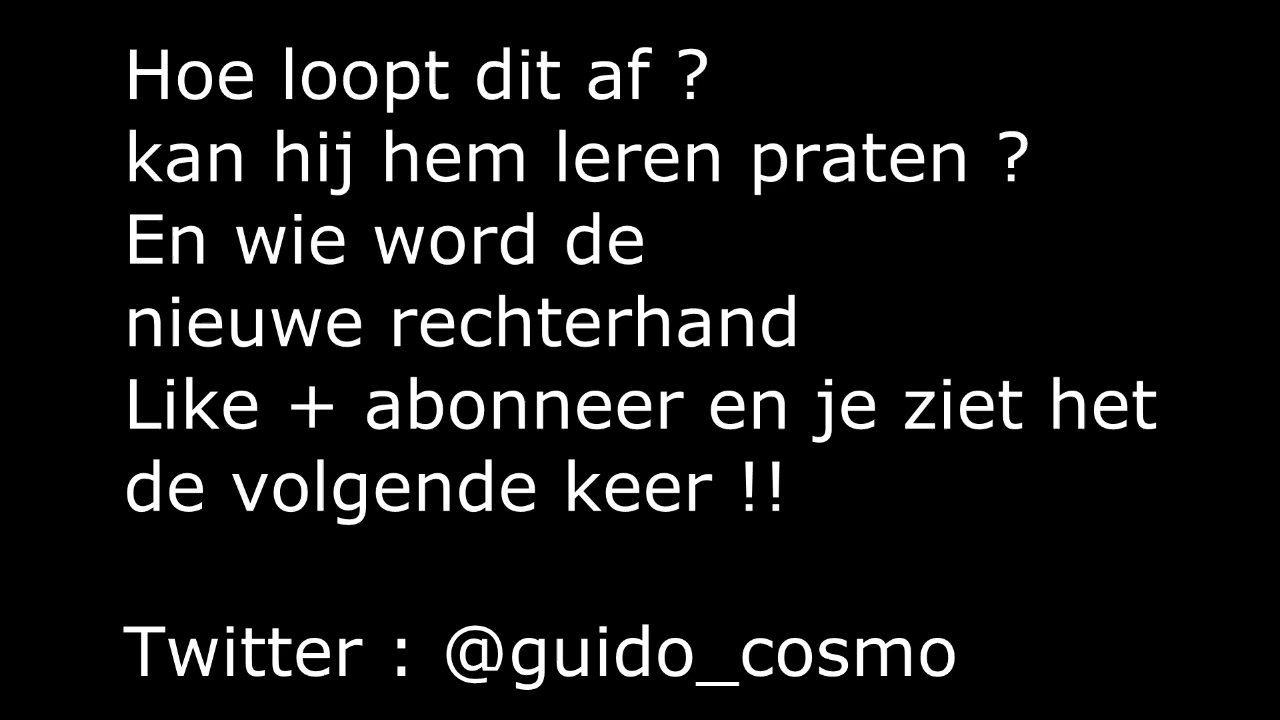 Hoe loopt dit af ?
kan hij hem leren praten ?
En wie word de
nieuwe rechterhand
Like + abonneer en je ziet het
de volgende keer !!
Twitter : @guido_cosmo